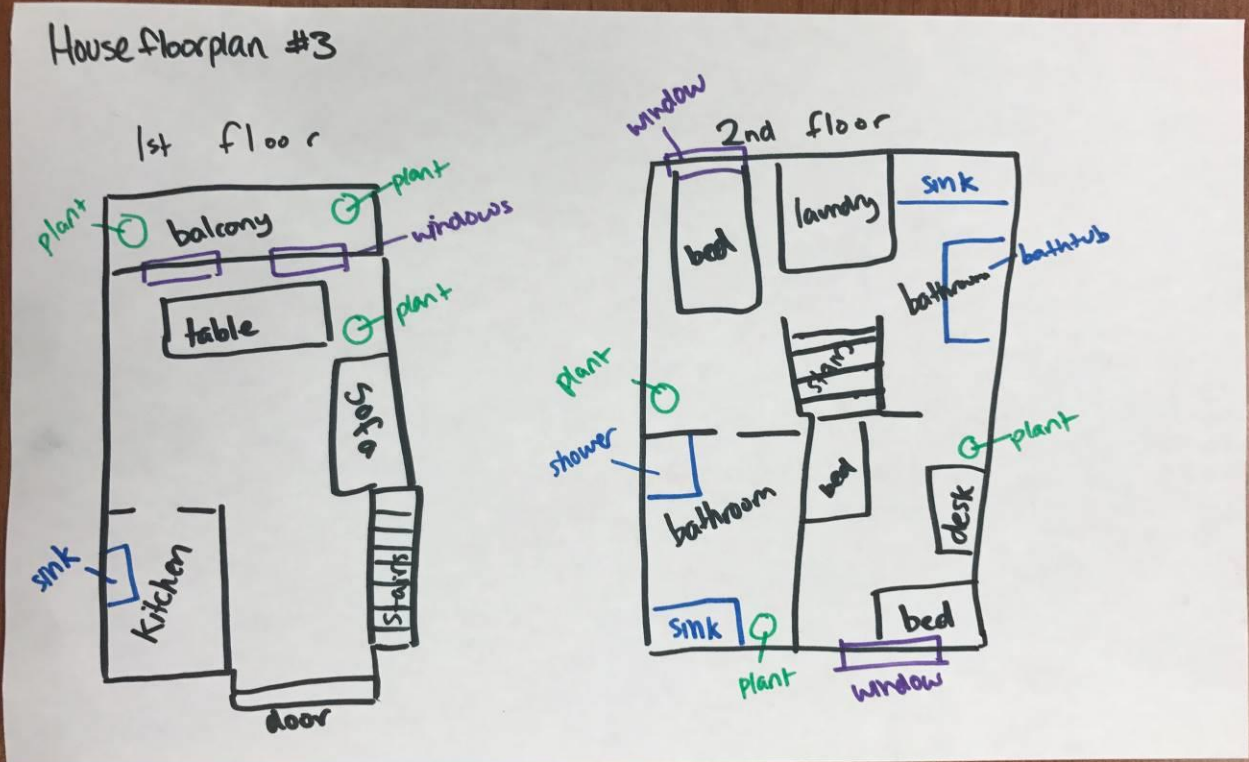 House floorplan #3
1st floor
plant
plant
balcony
windows
table
plant
sofa
sink
kitchen
stairs
door
window
2nd floor
bed
laundry
sink
bathtub
bathroom
stairs
plant
shower
bathroom
bed
plant
desk
sink
plant
bed
window